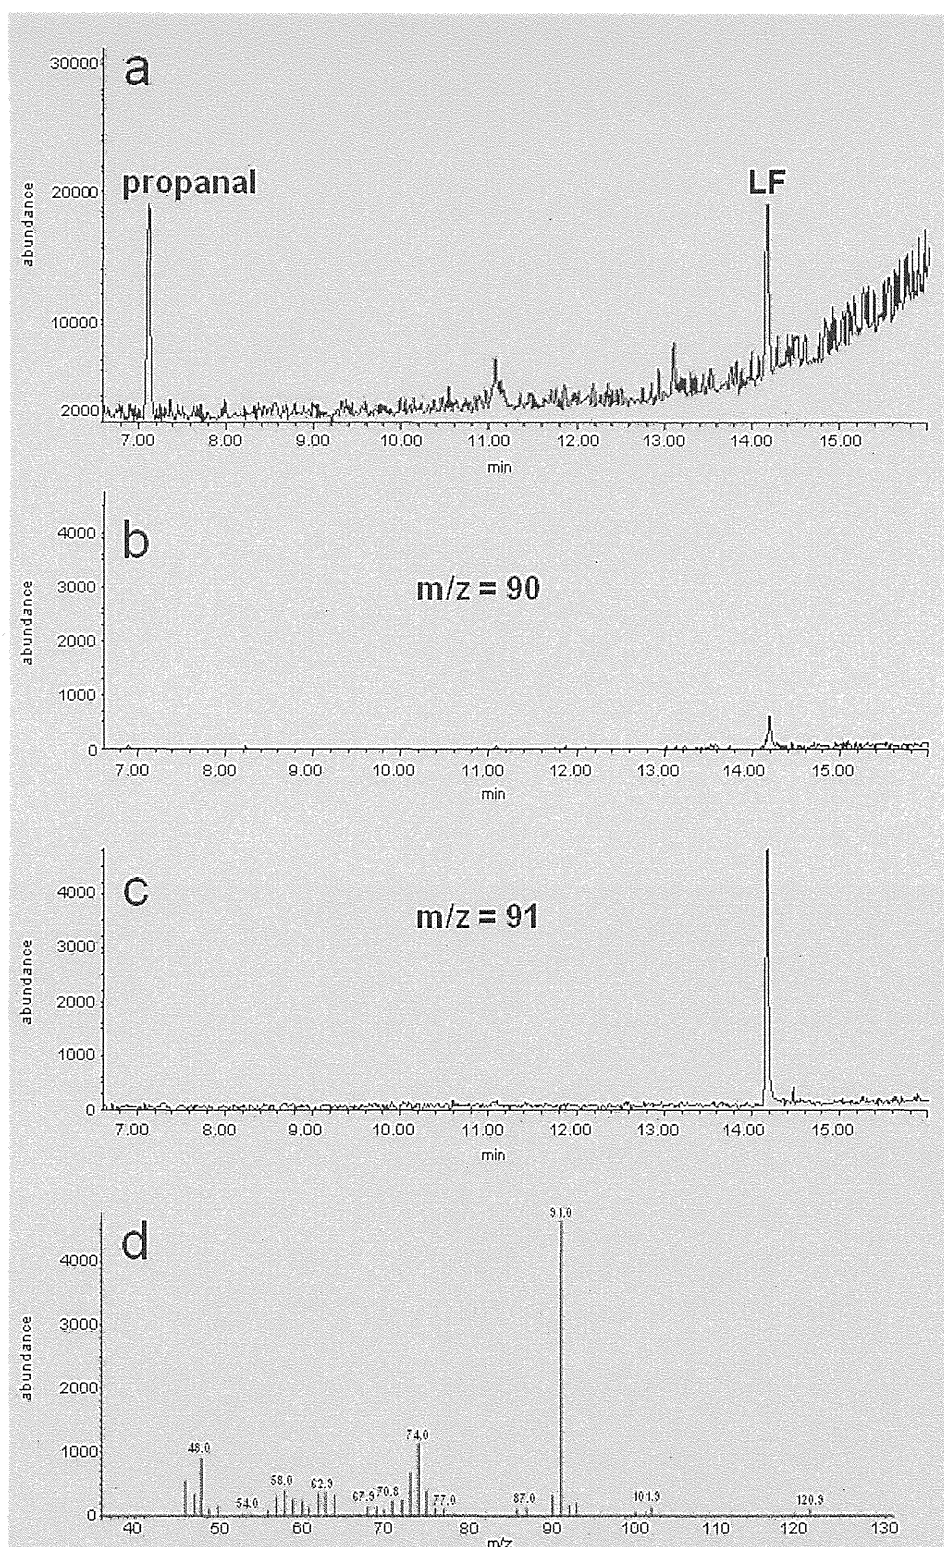 a
30000
propanal
LF
20000
10000
2000
abundance
7.00 8.00 9.00 10.00 11.00 12.00 13.00 14.00 15.00
min
b
m/z = 90
4000
3000
2000
1000
0
abundance
7.00 8.00 9.00 10.00 11.00 12.00 13.00 14.00 15.00
min
c
m/z = 91
4000
3000
2000
1000
0
abundance
7.00 8.00 9.00 10.00 11.00 12.00 13.00 14.00 15.00
min
d
91.0
4000
3000
2000
1000
0
abundance
48.0 54.0 58.0 62.9 67.9 70.8 74.0 77.0 87.0 101.9 120.9
40 50 60 70 80 90 100 110 120 130
m/z